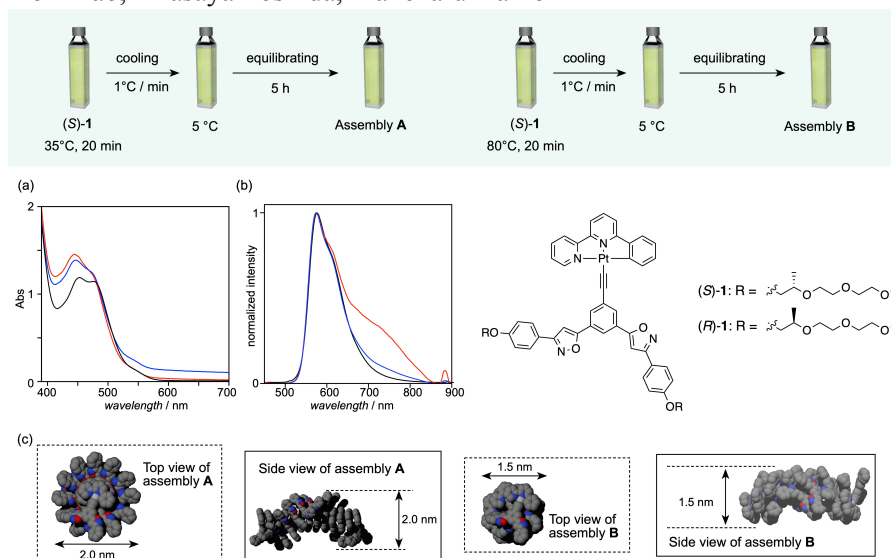 cooling
equilibrating
1°C / min
5 h
(S)-1
5 °C
Assembly A
35°C, 20 min
cooling
equilibrating
1°C / min
5 h
(S)-1
5 °C
Assembly B
80°C, 20 min
(a)
2
1
0
Abs
400
500
600
700
wavelength / nm
(b)
1
0
normalized intensity
500
600
700
800
900
wavelength / nm
N
N
Pt
RO
N
O
O
N
OR
(S)-1: R =
O
O
O
(R)-1: R =
O
O
O
(c)
Top view of
assembly A
2.0 nm
Side view of assembly A
2.0 nm
1.5 nm
Top view of
assembly B
1.5 nm
Side view of assembly B